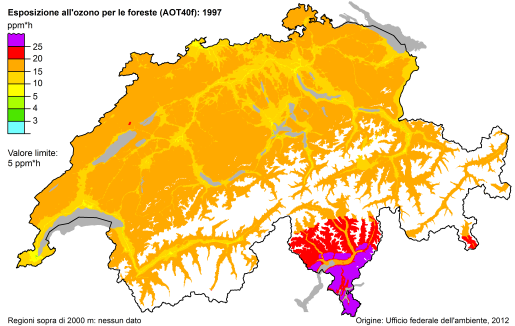 Esposizione all'ozono per le foreste (AOT40f): 1997
ppm*h
25
20
15
10
5
4
3
Valore limite:
5 ppm*h
Regioni sopra di 2000 m: nessun dato
Origine: Ufficio federale dell'ambiente, 2012